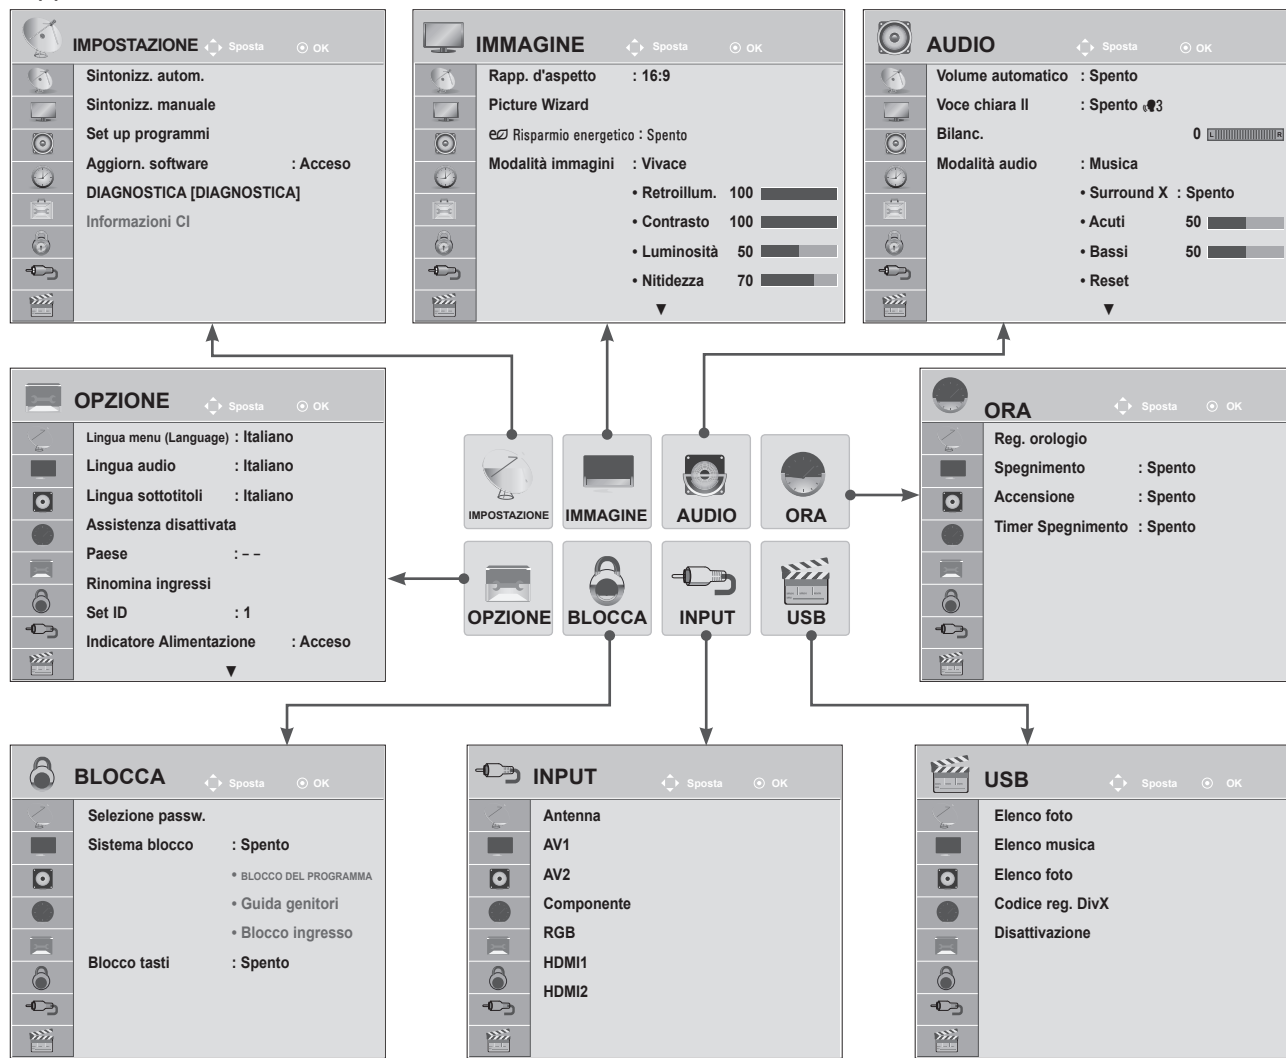 IMPOSTAZIONE Sposta OK
Sintonizz. autom.
Sintonizz. manuale
Set up programmi
Aggiorn. software : Acceso
DIAGNOSTICA [DIAGNOSTICA]
Informazioni CI
IMMAGINE Sposta OK
Rapp. d'aspetto : 16:9
Picture Wizard
Risparmio energetico : Spento
Modalità immagini : Vivace
• Retroillum. 100
• Contrasto 100
• Luminosità 50
• Nitidezza 70
▼
AUDIO Sposta OK
Volume automatico : Spento
Voce chiara II : Spento 3
Bilanc. 0 L R
Modalità audio : Musica
• Surround X : Spento
• Acuti 50
• Bassi 50
• Reset
▼
OPZIONE Sposta OK
Lingua menu (Language) : Italiano
Lingua audio : Italiano
Lingua sottotitoli : Italiano
Assistenza disattivata
Paese : – –
Rinomina ingressi
Set ID : 1
Indicatore Alimentazione : Acceso
▼
IMPOSTAZIONE IMMAGINE AUDIO ORA
OPZIONE BLOCCA INPUT USB
ORA Sposta OK
Reg. orologio
Spegnimento : Spento
Accensione : Spento
Timer Spegnimento : Spento
BLOCCA Sposta OK
Selezione passw.
Sistema blocco : Spento
• BLOCCO DEL PROGRAMMA
• Guida genitori
• Blocco ingresso
Blocco tasti : Spento
INPUT Sposta OK
Antenna
AV1
AV2
Componente
RGB
HDMI1
HDMI2
USB Sposta OK
Elenco foto
Elenco musica
Elenco foto
Codice reg. DivX
Disattivazione